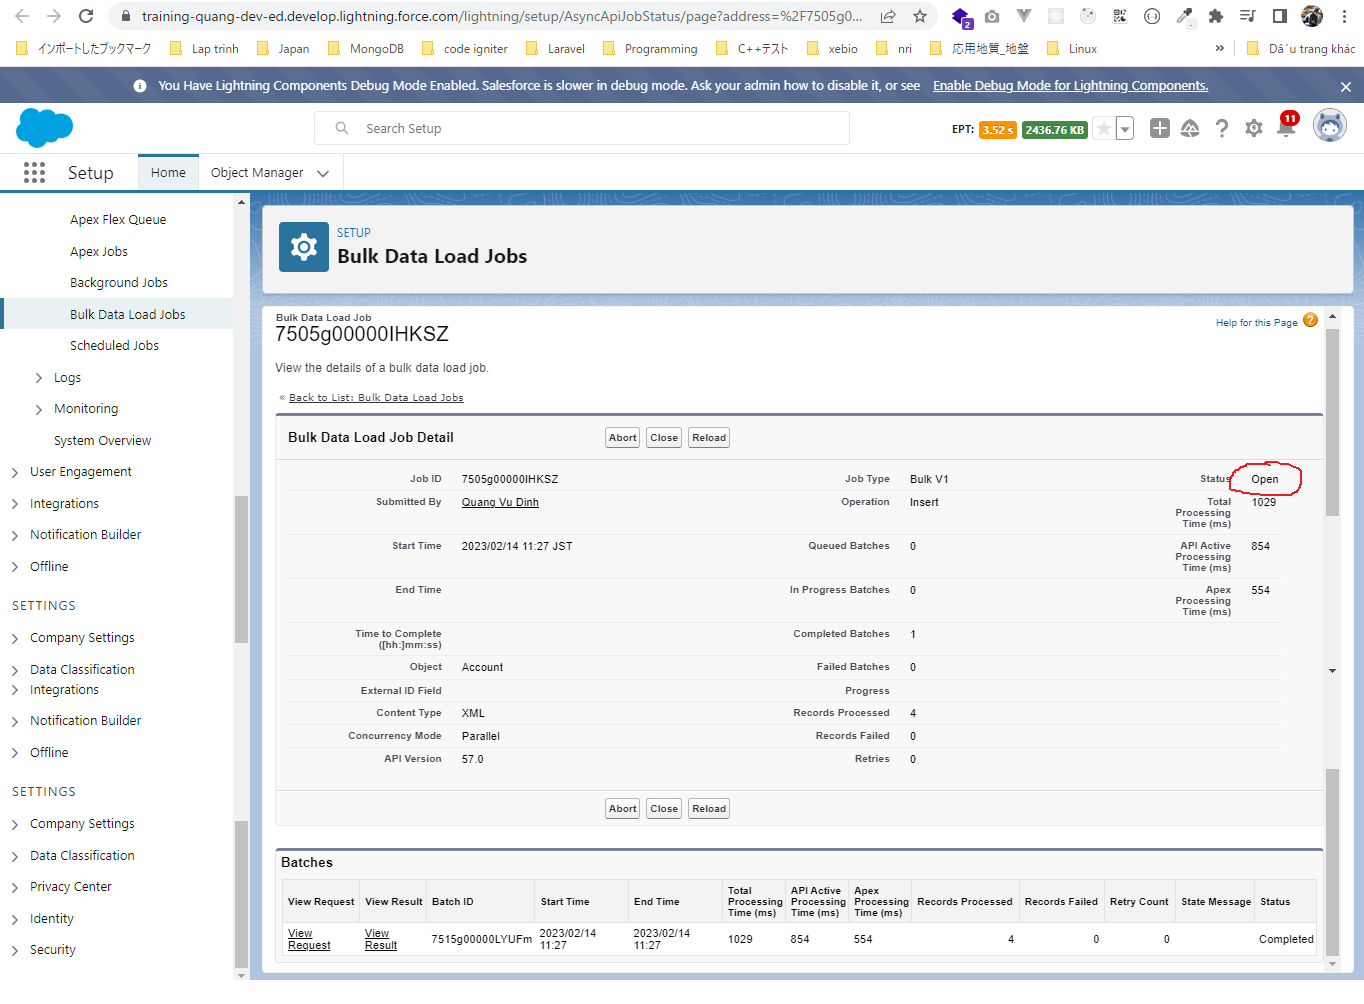 training-quang-dev-ed.develop.lightning.force.com/lightning/setup/AsyncApiJobStatus/page?address=%2F7505g0...
2
インポートしたブックマーク Lap trinh Japan MongoDB code igniter Laravel Programming C++テスト xebio nri 応用地質_地盤 Linux » Dấu trang khác
You Have Lightning Components Debug Mode Enabled. Salesforce is slower in debug mode. Ask your admin how to disable it, or see Enable Debug Mode for Lightning Components.
Search Setup
EPT: 3.52 s 2436.76 KB
11
Setup Home Object Manager
Apex Flex Queue
Apex Jobs
Background Jobs
Bulk Data Load Jobs
Scheduled Jobs
Logs
Monitoring
System Overview
User Engagement
Integrations
Notification Builder
Offline
SETTINGS
Company Settings
Data Classification
Integrations
Notification Builder
Offline
SETTINGS
Company Settings
Data Classification
Privacy Center
Identity
Security
SETUP
Bulk Data Load Jobs
Bulk Data Load Job
7505g00000IHKSZ
Help for this Page
View the details of a bulk data load job.
« Back to List: Bulk Data Load Jobs
Bulk Data Load Job Detail Abort Close Reload
Job ID 7505g00000IHKSZ Job Type Bulk V1 Status Open
Submitted By Quang Vu Dinh Operation Insert Total Processing Time (ms) 1029
Start Time 2023/02/14 11:27 JST Queued Batches 0 API Active Processing Time (ms) 854
End Time In Progress Batches 0 Apex Processing Time (ms) 554
Time to Complete ([hh:]mm:ss) Completed Batches 1
Object Account Failed Batches 0
External ID Field Progress
Content Type XML Records Processed 4
Concurrency Mode Parallel Records Failed 0
API Version 57.0 Retries 0
Abort Close Reload
Batches
View Request View Result Batch ID Start Time End Time Total Processing Time (ms) API Active Processing Time (ms) Apex Processing Time (ms) Records Processed Records Failed Retry Count State Message Status
View Request View Result 7515g00000LYUFm 2023/02/14 11:27 2023/02/14 11:27 1029 854 554 4 0 0 Completed